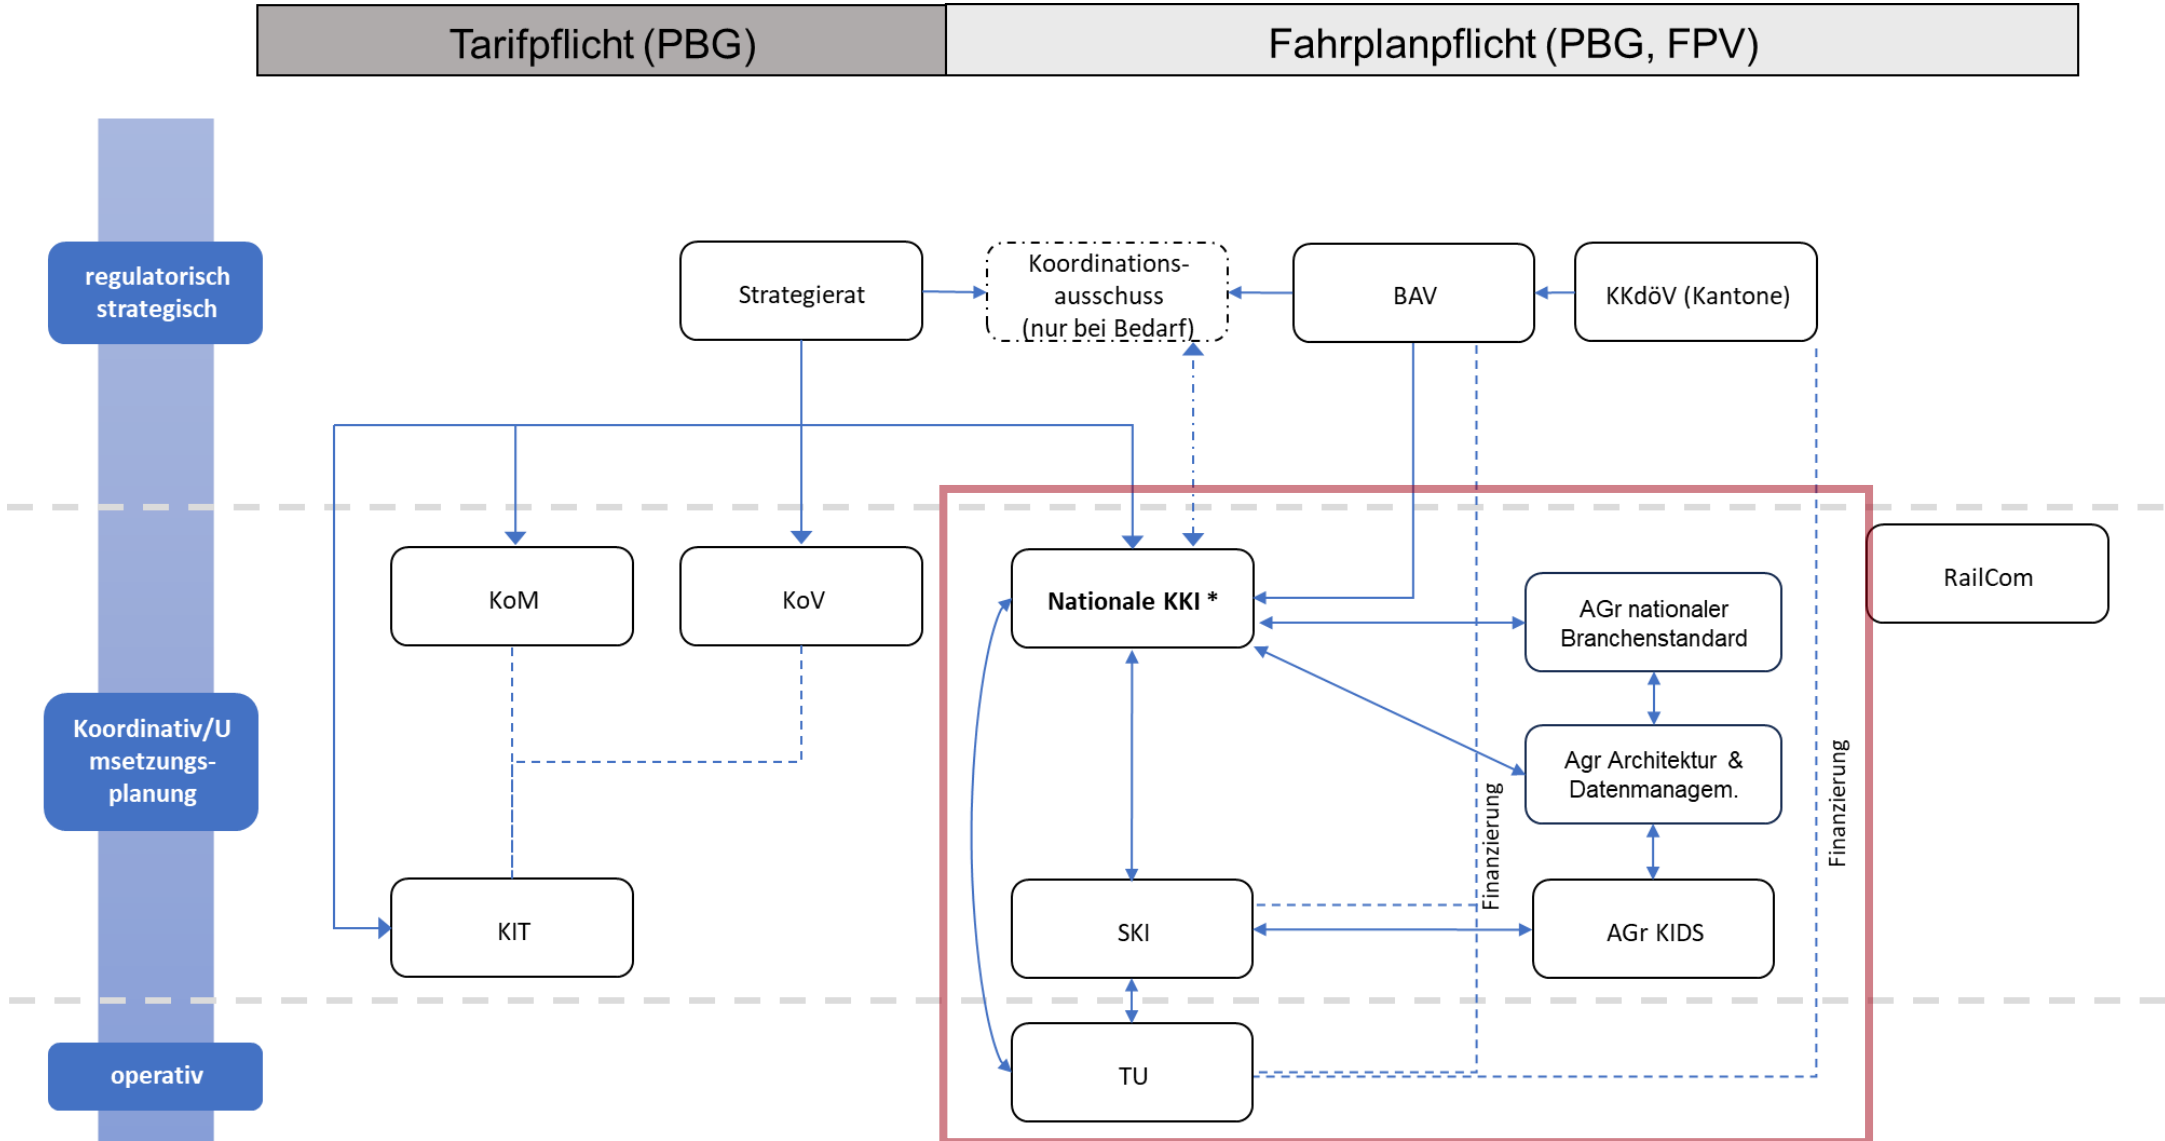 Tarifpflicht (PBG)
Fahrplanpflicht (PBG, FPV)
regulatorisch
strategisch
Strategierat
Koordinations-
ausschuss
(nur bei Bedarf)
BAV
KKdöV (Kantone)
KoM
KoV
Nationale KKI *
AGr nationaler
Branchenstandard
RailCom
Koordinativ/U
msetzungs-
planung
Agr Architektur &
Datenmanagem.
Finanzierung
Finanzierung
KIT
SKI
AGr KIDS
operativ
TU